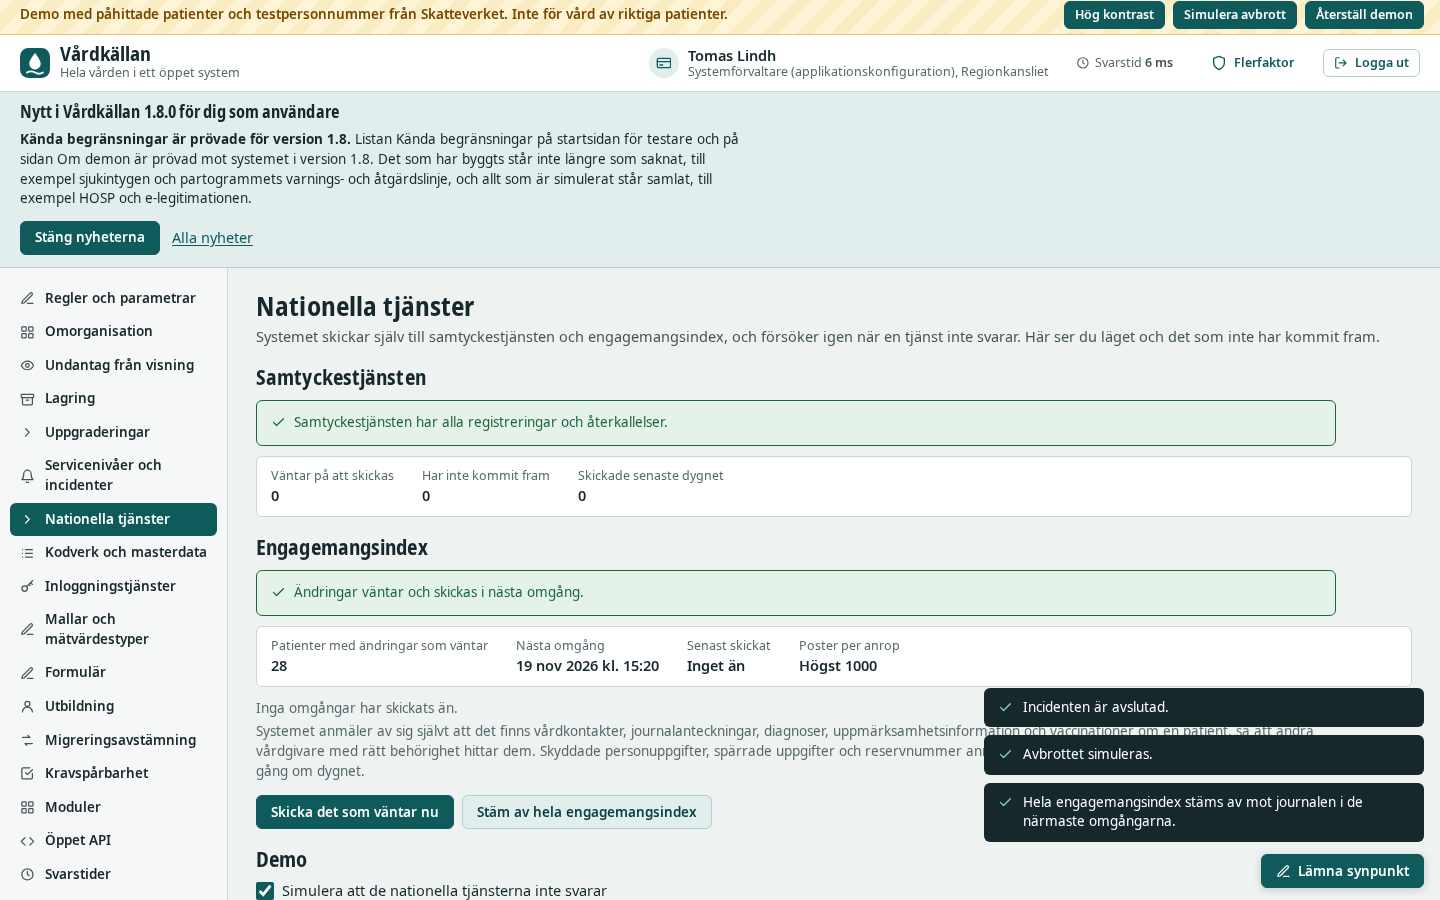 Demo med påhittade patienter och testpersonnummer från Skatteverket. Inte för vård av riktiga patienter.
Hög kontrast
Simulera avbrott
Återställ demon
Vårdkällan
Hela vården i ett öppet system
Tomas Lindh
Systemförvaltare (applikationskonfiguration), Regionkansliet
Svarstid 6 ms
Flerfaktor
Logga ut
Nytt i Vårdkällan 1.8.0 för dig som användare
Kända begränsningar är prövade för version 1.8. Listan Kända begränsningar på startsidan för testare och på
sidan Om demon är prövad mot systemet i version 1.8. Det som har byggts står inte längre som saknat, till
exempel sjukintygen och partogrammets varnings- och åtgärdslinje, och allt som är simulerat står samlat, till
exempel HOSP och e-legitimationen.
Stäng nyheterna
Alla nyheter
Regler och parametrar
Omorganisation
Undantag från visning
Lagring
Uppgraderingar
Servicenivåer och
incidenter
Nationella tjänster
Kodverk och masterdata
Inloggningstjänster
Mallar och
mätvärdestyper
Formulär
Utbildning
Migreringsavstämning
Kravspårbarhet
Moduler
Öppet API
Svarstider
Nationella tjänster
Systemet skickar själv till samtyckestjänsten och engagemangsindex, och försöker igen när en tjänst inte svarar. Här ser du läget och det som inte har kommit fram.
Samtyckestjänsten
Samtyckestjänsten har alla registreringar och återkallelser.
Väntar på att skickas
0
Har inte kommit fram
0
Skickade senaste dygnet
0
Engagemangsindex
Ändringar väntar och skickas i nästa omgång.
Patienter med ändringar som väntar
28
Nästa omgång
19 nov 2026 kl. 15:20
Senast skickat
Inget än
Poster per anrop
Högst 1000
Inga omgångar har skickats än.
Systemet anmäler av sig självt att det finns vårdkontakter, journalanteckningar, diagnoser, uppmärksamhetsinformation och vaccinationer om en patient, så att andra
vårdgivare med rätt behörighet hittar dem. Skyddade personuppgifter, spärrade uppgifter och reservnummer
gång om dygnet.
Skicka det som väntar nu
Stäm av hela engagemangsindex
Demo
Simulera att de nationella tjänsterna inte svarar
Incidenten är avslutad.
Avbrottet simuleras.
Hela engagemangsindex stäms av mot journalen i de
närmaste omgångarna.
Lämna synpunkt